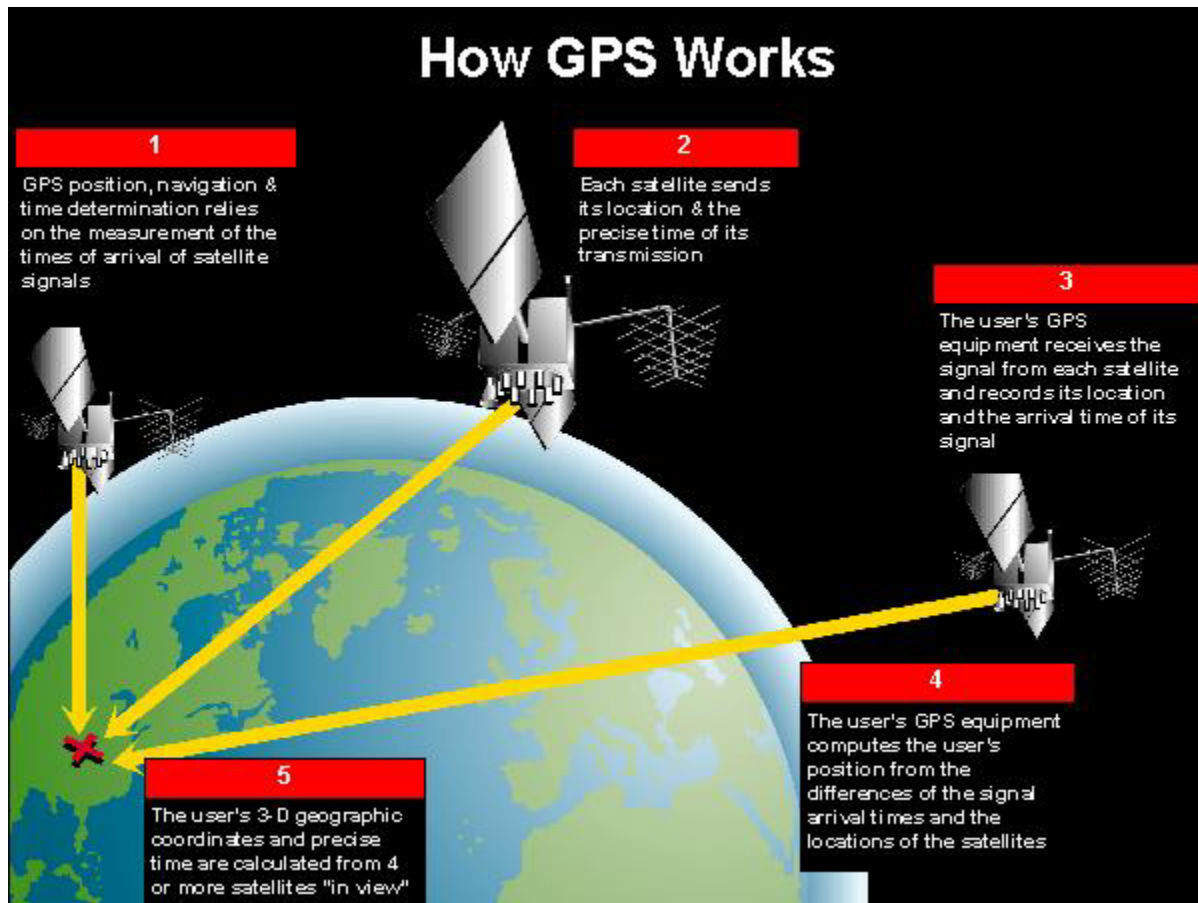 How GPS Works
1
GPS position, navigation &
time determination relies
on the measurement of the
times of arrival of satellite
signals
2
Each satellite sends
its location & the
precise time of its
transmission
3
The user's GPS
equipment receives the
signal from each satellite
and records its location
and the arrival time of its
signal
4
The user's GPS equipment
computes the user's
position from the
differences of the signal
arrival times and the
locations of the satellites
5
The user's 3-D geographic
coordinates and precise
time are calculated from 4
or more satellites "in view"